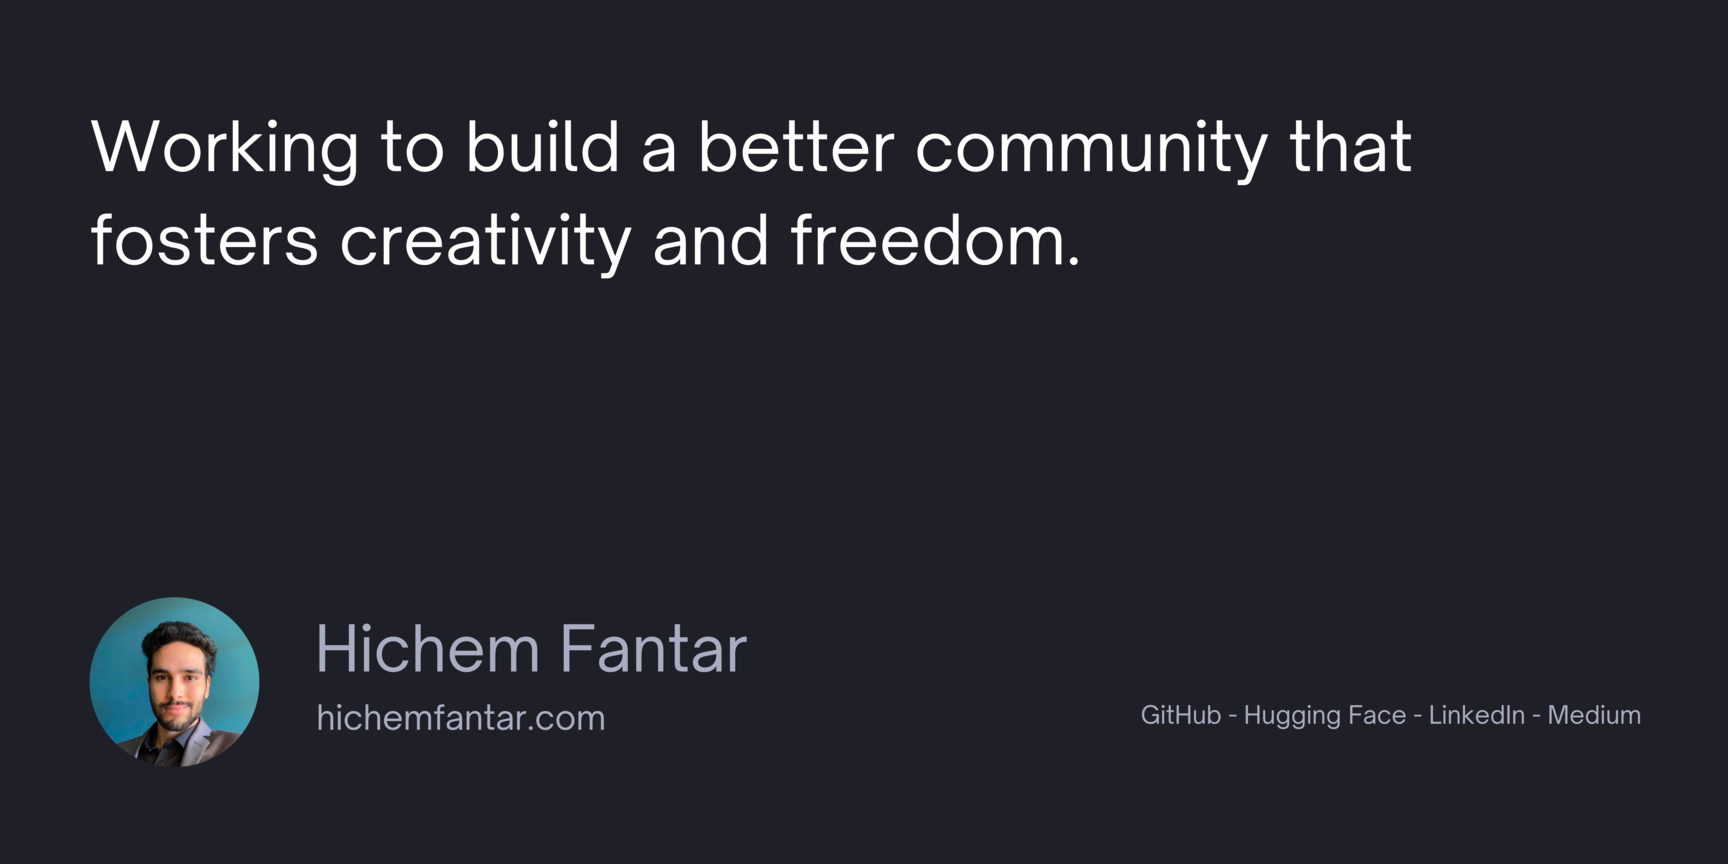 Working to build a better community that
fosters creativity and freedom.
Hichem Fantar
hichemfantar.com
GitHub - Hugging Face - LinkedIn - Medium